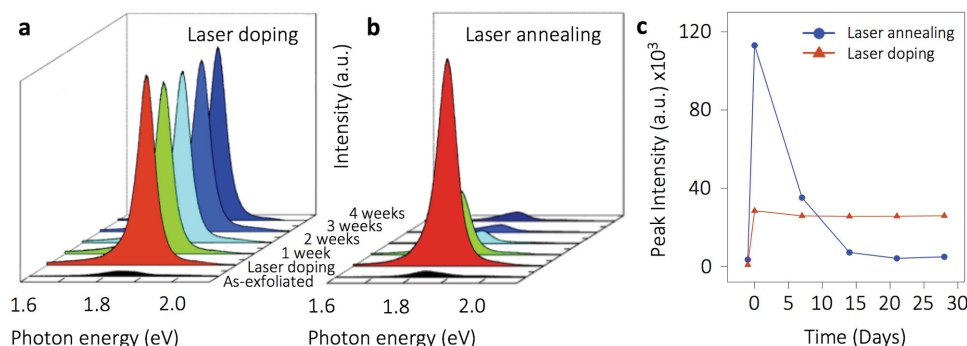 a
Laser doping
Intensity (a.u.)
4 weeks
3 weeks
2 weeks
1 week
Laser doping
As-exfoliated
1.6
1.8
2.0
Photon energy (eV)
b
Laser annealing
1.6
1.8
2.0
Photon energy (eV)
c
Peak Intensity (a.u.) x10³
120
80
40
0
Laser annealing
Laser doping
0
5
10
15
20
25
30
Time (Days)